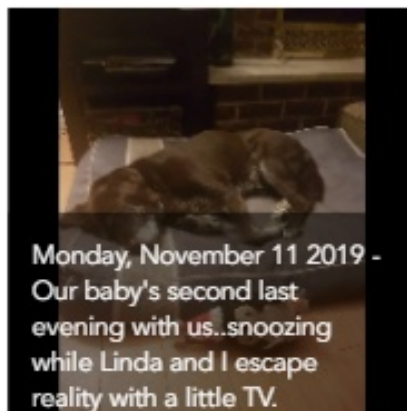 Monday, November 11 2019 -
Our baby's second last
evening with us..snoozing
while Linda and I escape
reality with a little TV.